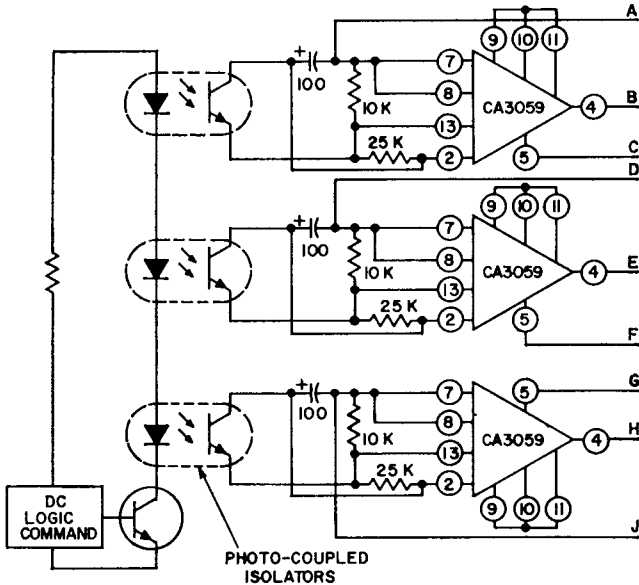 A
9 10 11
+
100
7
10 K
8
CA3059
4
B
13
25 K
2
5
C
D
9 10 11
+
100
7
10 K
8
CA3059
4
E
13
25 K
2
5
F
G
+
100
7
5
10 K
8
CA3059
4
H
13
25 K
2
9 10 11
J
DC
LOGIC
COMMAND
PHOTO-COUPLED
ISOLATORS